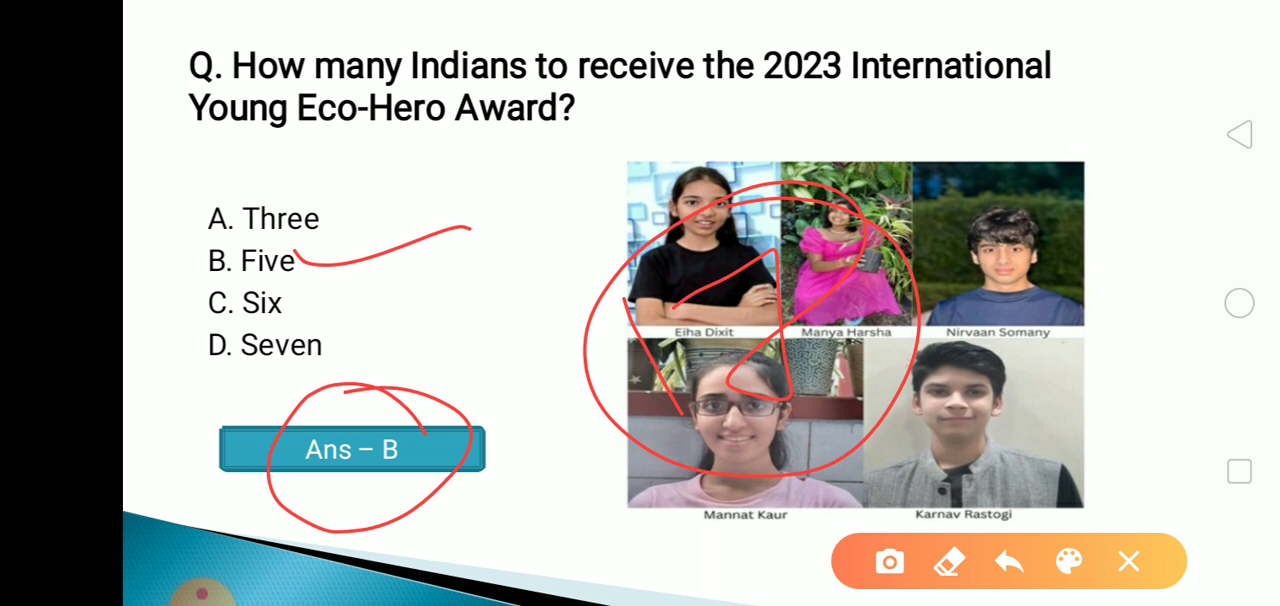 Q. How many Indians to receive the 2023 International
Young Eco-Hero Award?
A. Three
B. Five
C. Six
D. Seven
Ans – B
Eiha Dixit
Manya Harsha
Nirvaan Somany
Mannat Kaur
Karnav Rastogi